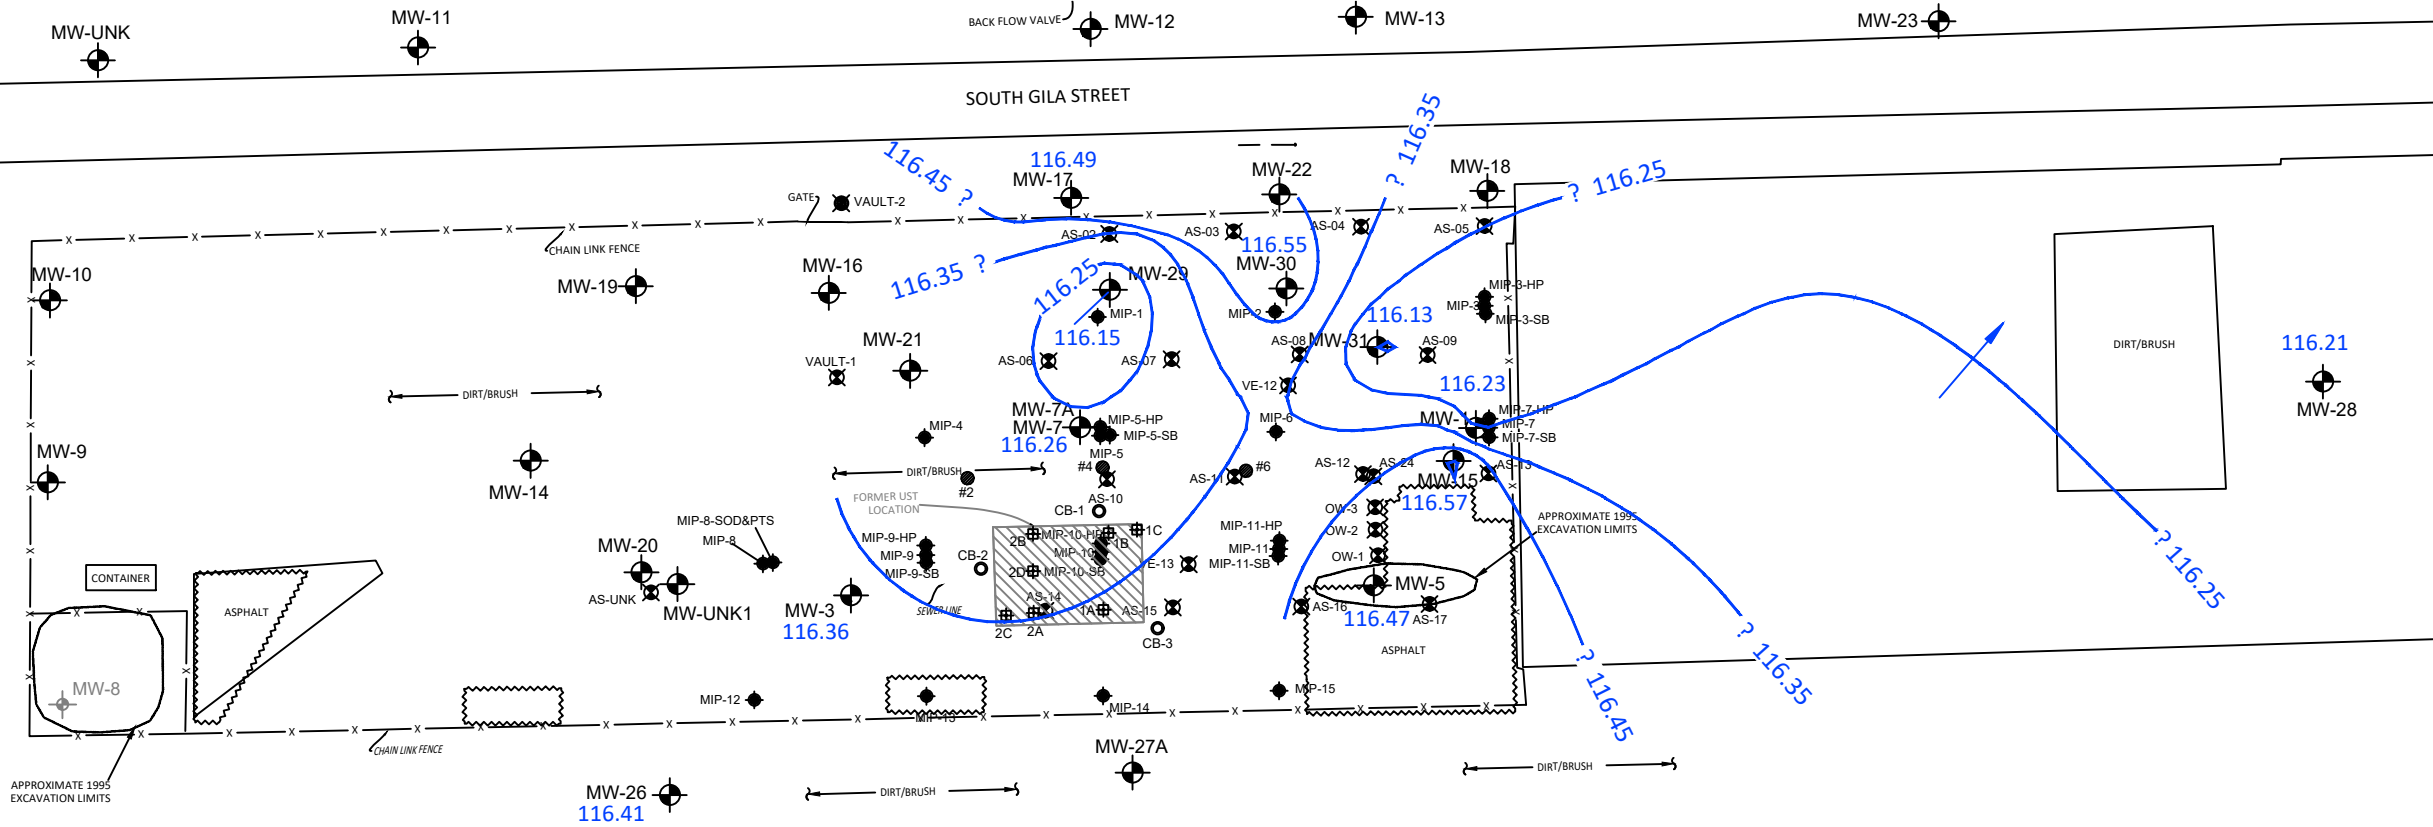 MW-UNK
MW-11
BACK FLOW VALVE
MW-12
MW-13
MW-23
SOUTH GILA STREET
116.45 ?
116.49
MW-17
MW-22
? 116.35
MW-18
? 116.25
GATE
VAULT-2
CHAIN LINK FENCE
AS-02
AS-03
AS-04
AS-05
116.55
MW-30
MW-10
MW-19
MW-16
116.35 ?
116.25
MW-29
MIP-1
116.15
MIP-2
MIP-3-HP
MIP-3
MIP-3-SB
116.13
MW-31
AS-08
AS-09
MW-21
VAULT-1
AS-06
AS-07
DIRT/BRUSH
116.21
MW-28
DIRT/BRUSH
VE-12
116.23
MW-7A
MW-7
116.26
MIP-5-HP
MIP-5-SB
MIP-5
MIP-4
MIP-6
MW-1
MIP-7-HP
MIP-7
MIP-7-SB
MW-9
MW-14
DIRT/BRUSH
#2
#4
AS-10
AS-11
#6
AS-12
AS-24
MW-15
AS-13
116.57
FORMER UST
LOCATION
CB-1
OW-3
OW-2
OW-1
APPROXIMATE 1995
EXCAVATION LIMITS
MIP-8-SOD&PTS
MIP-8
MW-20
AS-UNK
MW-UNK1
MW-3
116.36
MIP-9-HP
MIP-9
MIP-9-SB
CB-2
SEWER LINE
2B
MIP-10-HP
1B
1C
MIP-10
2D
MIP-10-SB
AS-14
2C
2A
1A
AS-15
E-13
CB-3
MIP-11-HP
MIP-11
MIP-11-SB
AS-16
MW-5
116.47
AS-17
ASPHALT
CONTAINER
ASPHALT
MW-8
? 116.25
? 116.35
? 116.45
MIP-12
MIP-13
MIP-14
MIP-15
CHAIN LINK FENCE
APPROXIMATE 1995
EXCAVATION LIMITS
MW-26
116.41
DIRT/BRUSH
MW-27A
DIRT/BRUSH